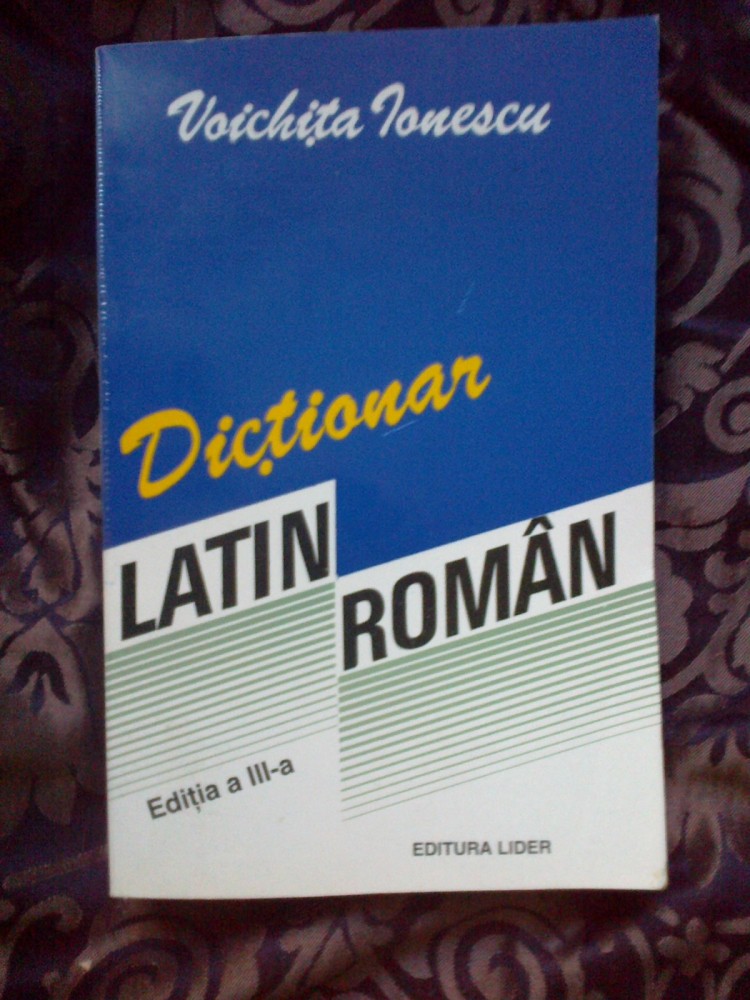 Voichița Ionescu
Dicționar
LATIN
ROMÂN
Ediția a III-a
EDITURA LIDER